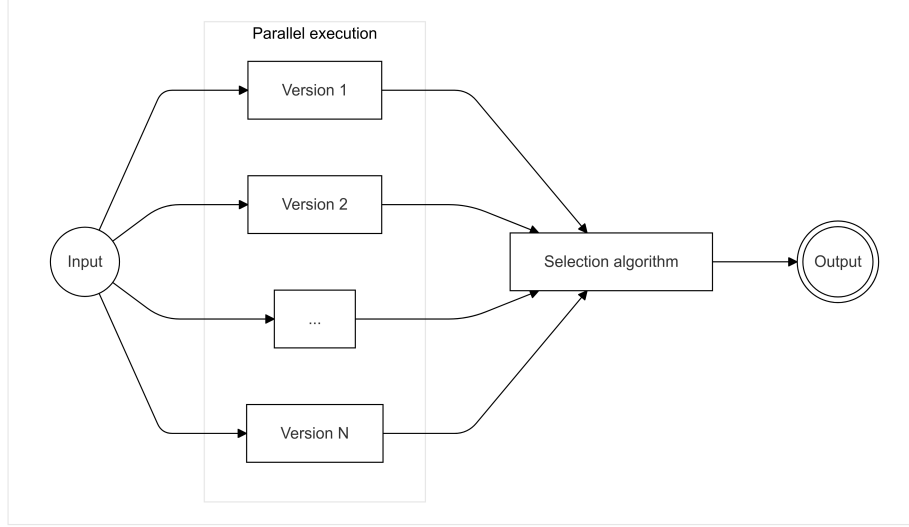 Parallel execution
Version 1
Version 2
Input
Selection algorithm
Output
...
Version N